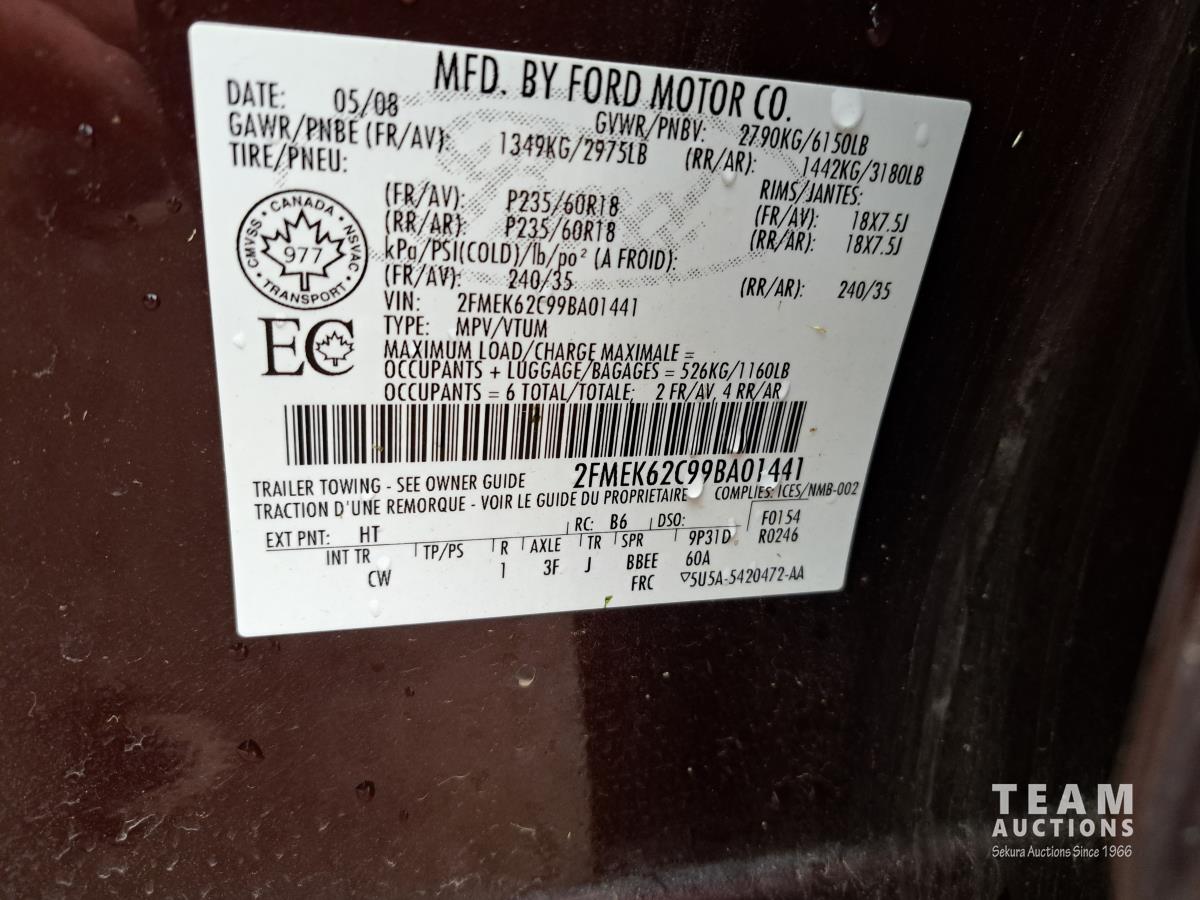 MFD. BY FORD MOTOR CO.
DATE: 05/08 GVWR/PNBV: 2790KG/6150LB
GAWR/PNBE (FR/AV): 1349KG/2975LB (RR/AR): 1442KG/3180LB
TIRE/PNEU: RIMS/JANTES:
(FR/AV): P235/60R18 (FR/AV): 18X7.5J
(RR/AR): P235/60R18 (RR/AR): 18X7.5J
kPa/PSI(COLD)/lb/po² (A FROID):
(FR/AV): 240/35 (RR/AR): 240/35
CANADA
CMVSS 977 NSVAC
TRANSPORT
VIN: 2FMEK62C99BA01441
TYPE: MPV/VTUM
EC
MAXIMUM LOAD/CHARGE MAXIMALE =
OCCUPANTS + LUGGAGE/BAGAGES = 526KG/1160LB
OCCUPANTS = 6 TOTAL/TOTALE; 2 FR/AV, 4 RR/AR
2FMEK62C99BA01441
TRAILER TOWING - SEE OWNER GUIDE
COMPLIES: ICES/NMB-002
TRACTION D'UNE REMORQUE - VOIR LE GUIDE DU PROPRIETAIRE
EXT PNT: HT RC: B6 DSO: F0154
INT TR TP/PS R AXLE TR SPR 9P31D R0246
CW 1 3F J BBEE 60A
FRC 5U5A-5420472-AA
TEAM
AUCTIONS
Sekura Auctions Since 1966